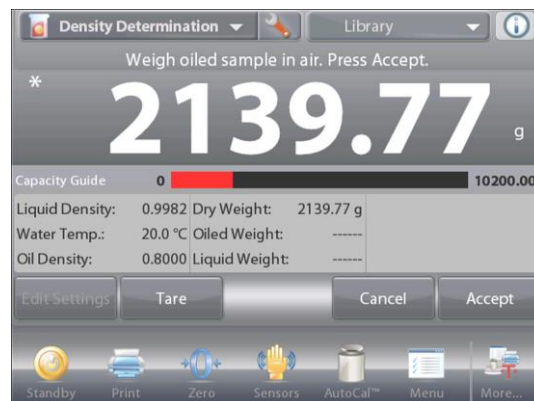 Density Determination Library
Weigh oiled sample in air. Press Accept.
* 2139.77 g
Capacity Guide 0 10200.00
Liquid Density: 0.9982 Dry Weight: 2139.77 g
Water Temp.: 20.0 °C Oiled Weight: ------
Oil Density: 0.8000 Liquid Weight: ------
Edit Settings Tare Cancel Accept
Standby Print Zero Sensors AutoCal™ Menu More...